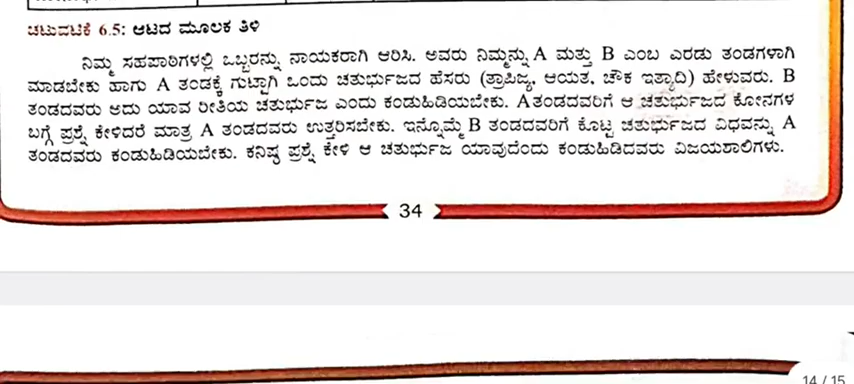 ಚಟುವಟಿಕೆ 6.5: ಆಟದ ಮೂಲಕ ತಿಳಿ
ನಿಮ್ಮ ಸಹಪಾಠಿಗಳಲ್ಲಿ ಒಬ್ಬರನ್ನು ನಾಯಕರಾಗಿ ಆರಿಸಿ. ಅವರು ನಿಮ್ಮನ್ನು A ಮತ್ತು B ಎಂಬ ಎರಡು ತಂಡಗಳಾಗಿ
ಮಾಡಬೇಕು ಹಾಗು A ತಂಡಕ್ಕೆ ಗುಟ್ಟಾಗಿ ಒಂದು ಚತುರ್ಭುಜದ ಹೆಸರು (ತ್ರಾಪಿಜ್ಯ, ಆಯತ, ಚೌಕ ಇತ್ಯಾದಿ) ಹೇಳುವರು. B
ತಂಡದವರು ಅದು ಯಾವ ರೀತಿಯ ಚತುರ್ಭುಜ ಎಂದು ಕಂಡುಹಿಡಿಯಬೇಕು. Aತಂಡದವರಿಗೆ ಆ ಚತುರ್ಭುಜದ ಕೋನಗಳ
ಬಗ್ಗೆ ಪ್ರಶ್ನೆ ಕೇಳಿದರೆ ಮಾತ್ರ A ತಂಡದವರು ಉತ್ತರಿಸಬೇಕು. ಇನ್ನೊಮ್ಮೆ B ತಂಡದವರಿಗೆ ಕೊಟ್ಟ ಚತುರ್ಭುಜದ ವಿಧವನ್ನು A
ತಂಡದವರು ಕಂಡುಹಿಡಿಯಬೇಕು. ಕನಿಷ್ಠ ಪ್ರಶ್ನೆ ಕೇಳಿ ಆ ಚತುರ್ಭುಜ ಯಾವುದೆಂದು ಕಂಡುಹಿಡಿದವರು ವಿಜಯಶಾಲಿಗಳು.
34
14 / 15